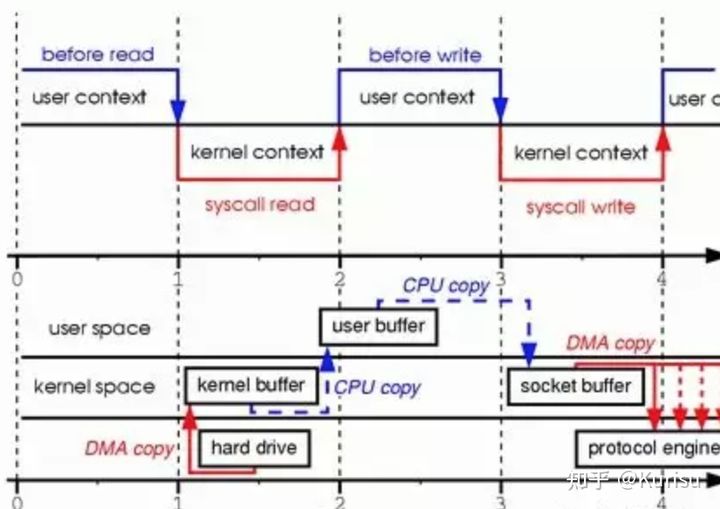 before read
before write
user context
user context
user c
kernel context
kernel context
syscall read
syscall write
0 1 2 3 4
CPU copy
user space
user buffer
DMA copy
kernel space
kernel buffer
CPU copy
socket buffer
DMA copy
hard drive
protocol engine
知乎 @Kurisu
0 1 2 3 4